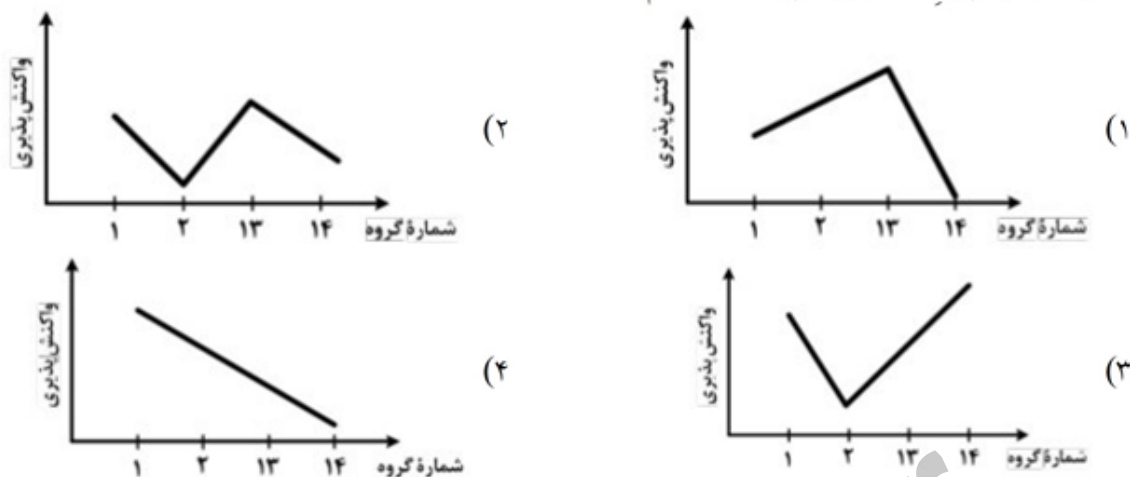 واکنش پذیری
۱ ۲ ۱۳ ۱۴ شمارهٔ گروه
۱)
واکنش پذیری
۱ ۲ ۱۳ ۱۴ شمارهٔ گروه
۲)
واکنش پذیری
۱ ۲ ۱۳ ۱۴ شمارهٔ گروه
۳)
واکنش پذیری
۱ ۲ ۱۳ ۱۴ شمارهٔ گروه
۴)